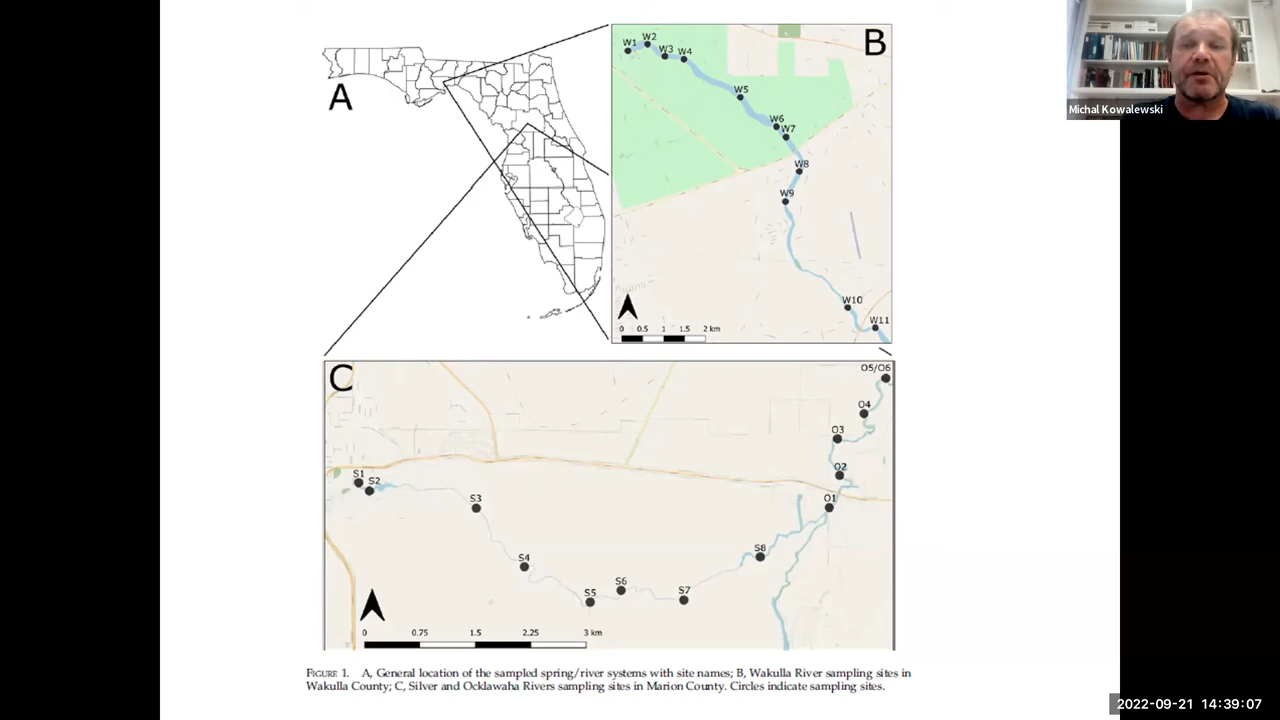 A
B
W1
W2
W3
W4
W5
W6
W7
W8
W9
W10
W11
0 0.5 1 1.5 2 km
Michal Kowalewski
C
O5/O6
O4
O3
O2
O1
S1
S2
S3
S4
S5
S6
S7
S8
0 0.75 1.5 2.25 3 km
FIGURE 1. A, General location of the sampled spring/river systems with site names; B, Wakulla River sampling sites in
Wakulla County; C, Silver and Ocklawaha Rivers sampling sites in Marion County. Circles indicate sampling sites.
2022-09-21 14:39:07